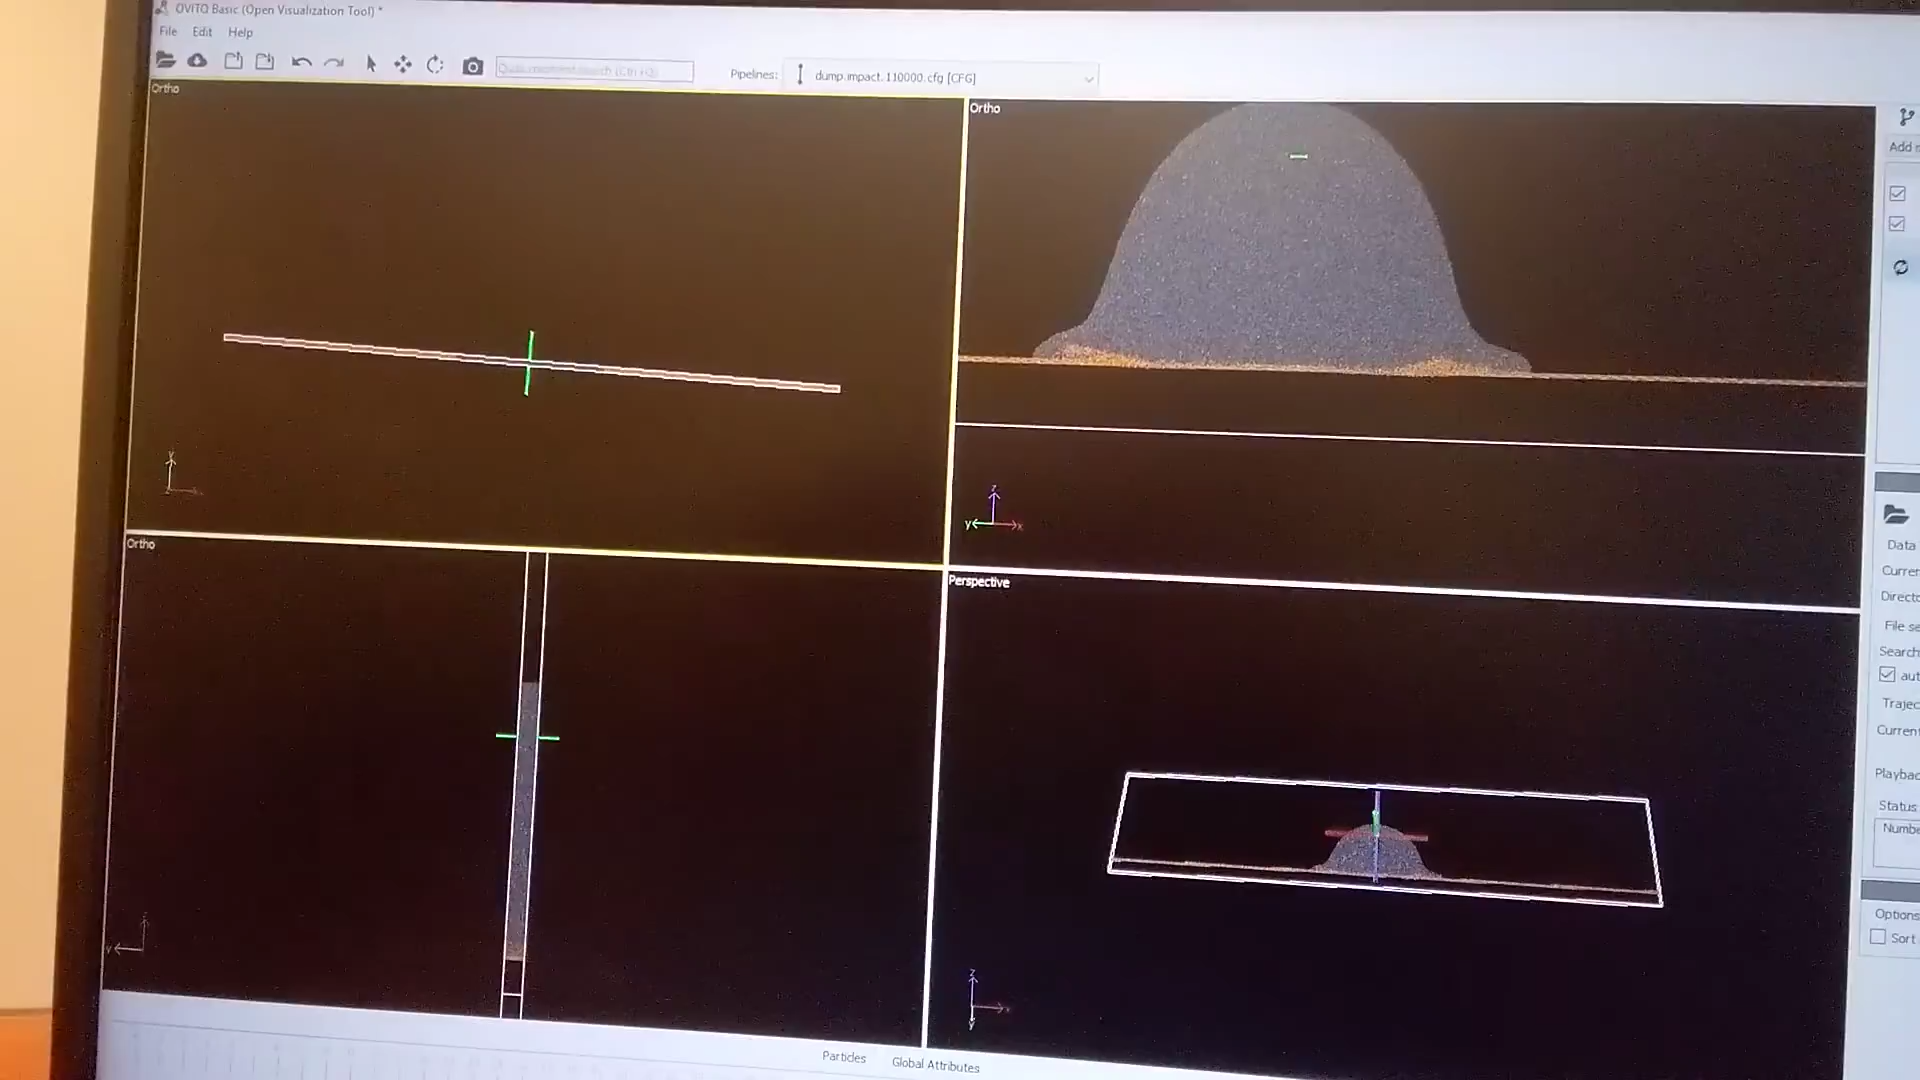 OVITO Basic (Open Visualization Tool) *
File Edit Help
Pipelines: dump.impact.110000.cfg [CFG]
Ortho
Ortho
Add
z
y x
Ortho
Perspective
Data
Curren
Directo
File se
Search
aut
Trajec
Current
Playbac
Status
Numbe
Options
Sort
z
Particles Global Attributes